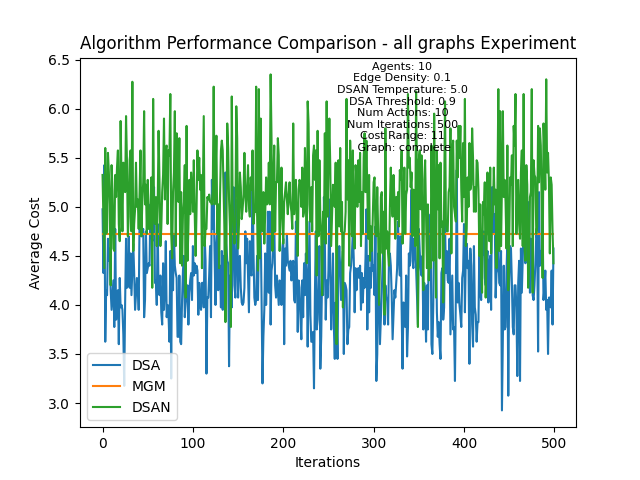 Algorithm Performance Comparison - all graphs Experiment
Agents: 10
Edge Density: 0.1
DSAN Temperature: 5.0
DSA Threshold: 0.9
Num Actions: 10
Num Iterations: 500
Cost Range: 11
Graph: complete
Average Cost
6.5
6.0
5.5
5.0
4.5
4.0
3.5
3.0
DSA
MGM
DSAN
0
100
200
300
400
500
Iterations